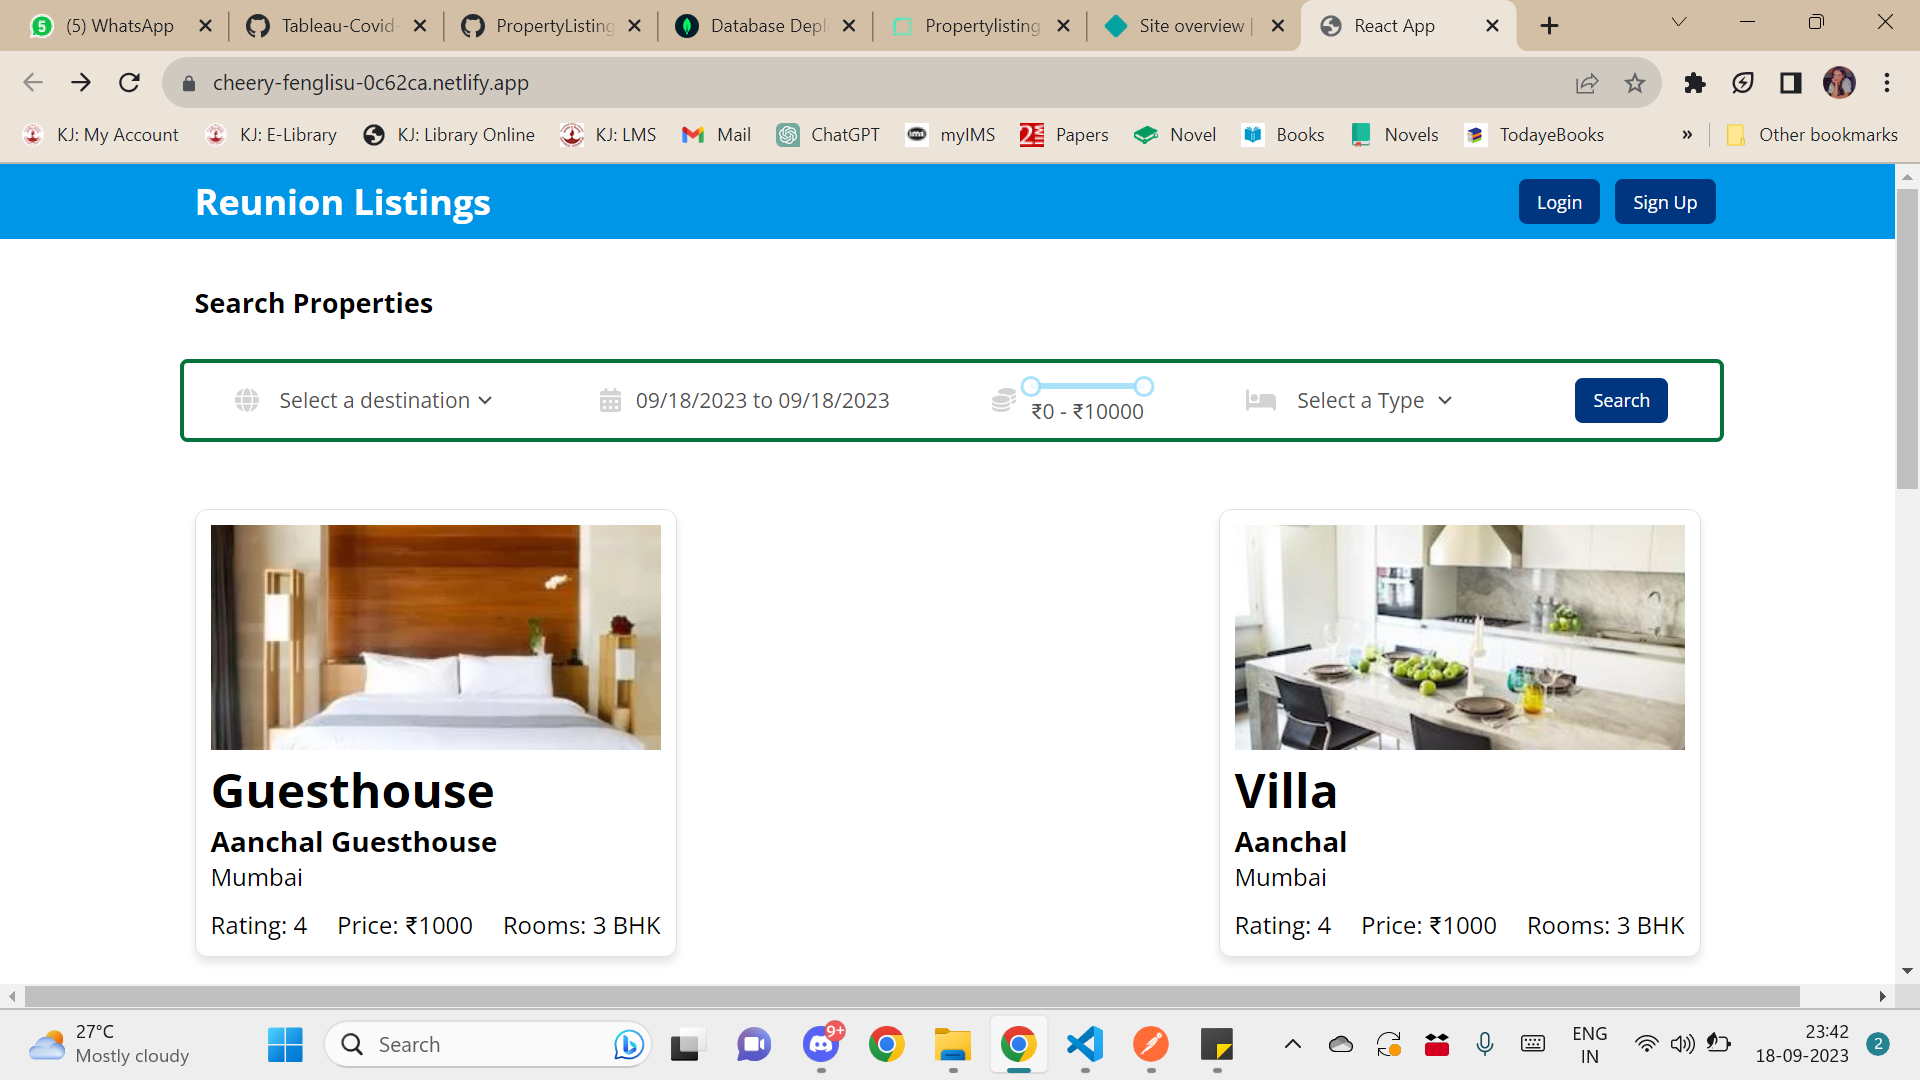 5 (5) WhatsApp Tableau-Covid- PropertyListing Database Depl Propertylisting Site overview | React App
cheery-fenglisu-0c62ca.netlify.app
KJ: My Account KJ: E-Library KJ: Library Online KJ: LMS Mail ChatGPT myIMS Papers Novel Books Novels TodayeBooks » Other bookmarks
Reunion Listings Login Sign Up
Search Properties
Select a destination 09/18/2023 to 09/18/2023 ₹0 - ₹10000 Select a Type Search
Guesthouse
Aanchal Guesthouse
Mumbai
Rating: 4 Price: ₹1000 Rooms: 3 BHK
Villa
Aanchal
Mumbai
Rating: 4 Price: ₹1000 Rooms: 3 BHK
27°C
Mostly cloudy
Search
9+
ENG
IN
23:42
18-09-2023
2